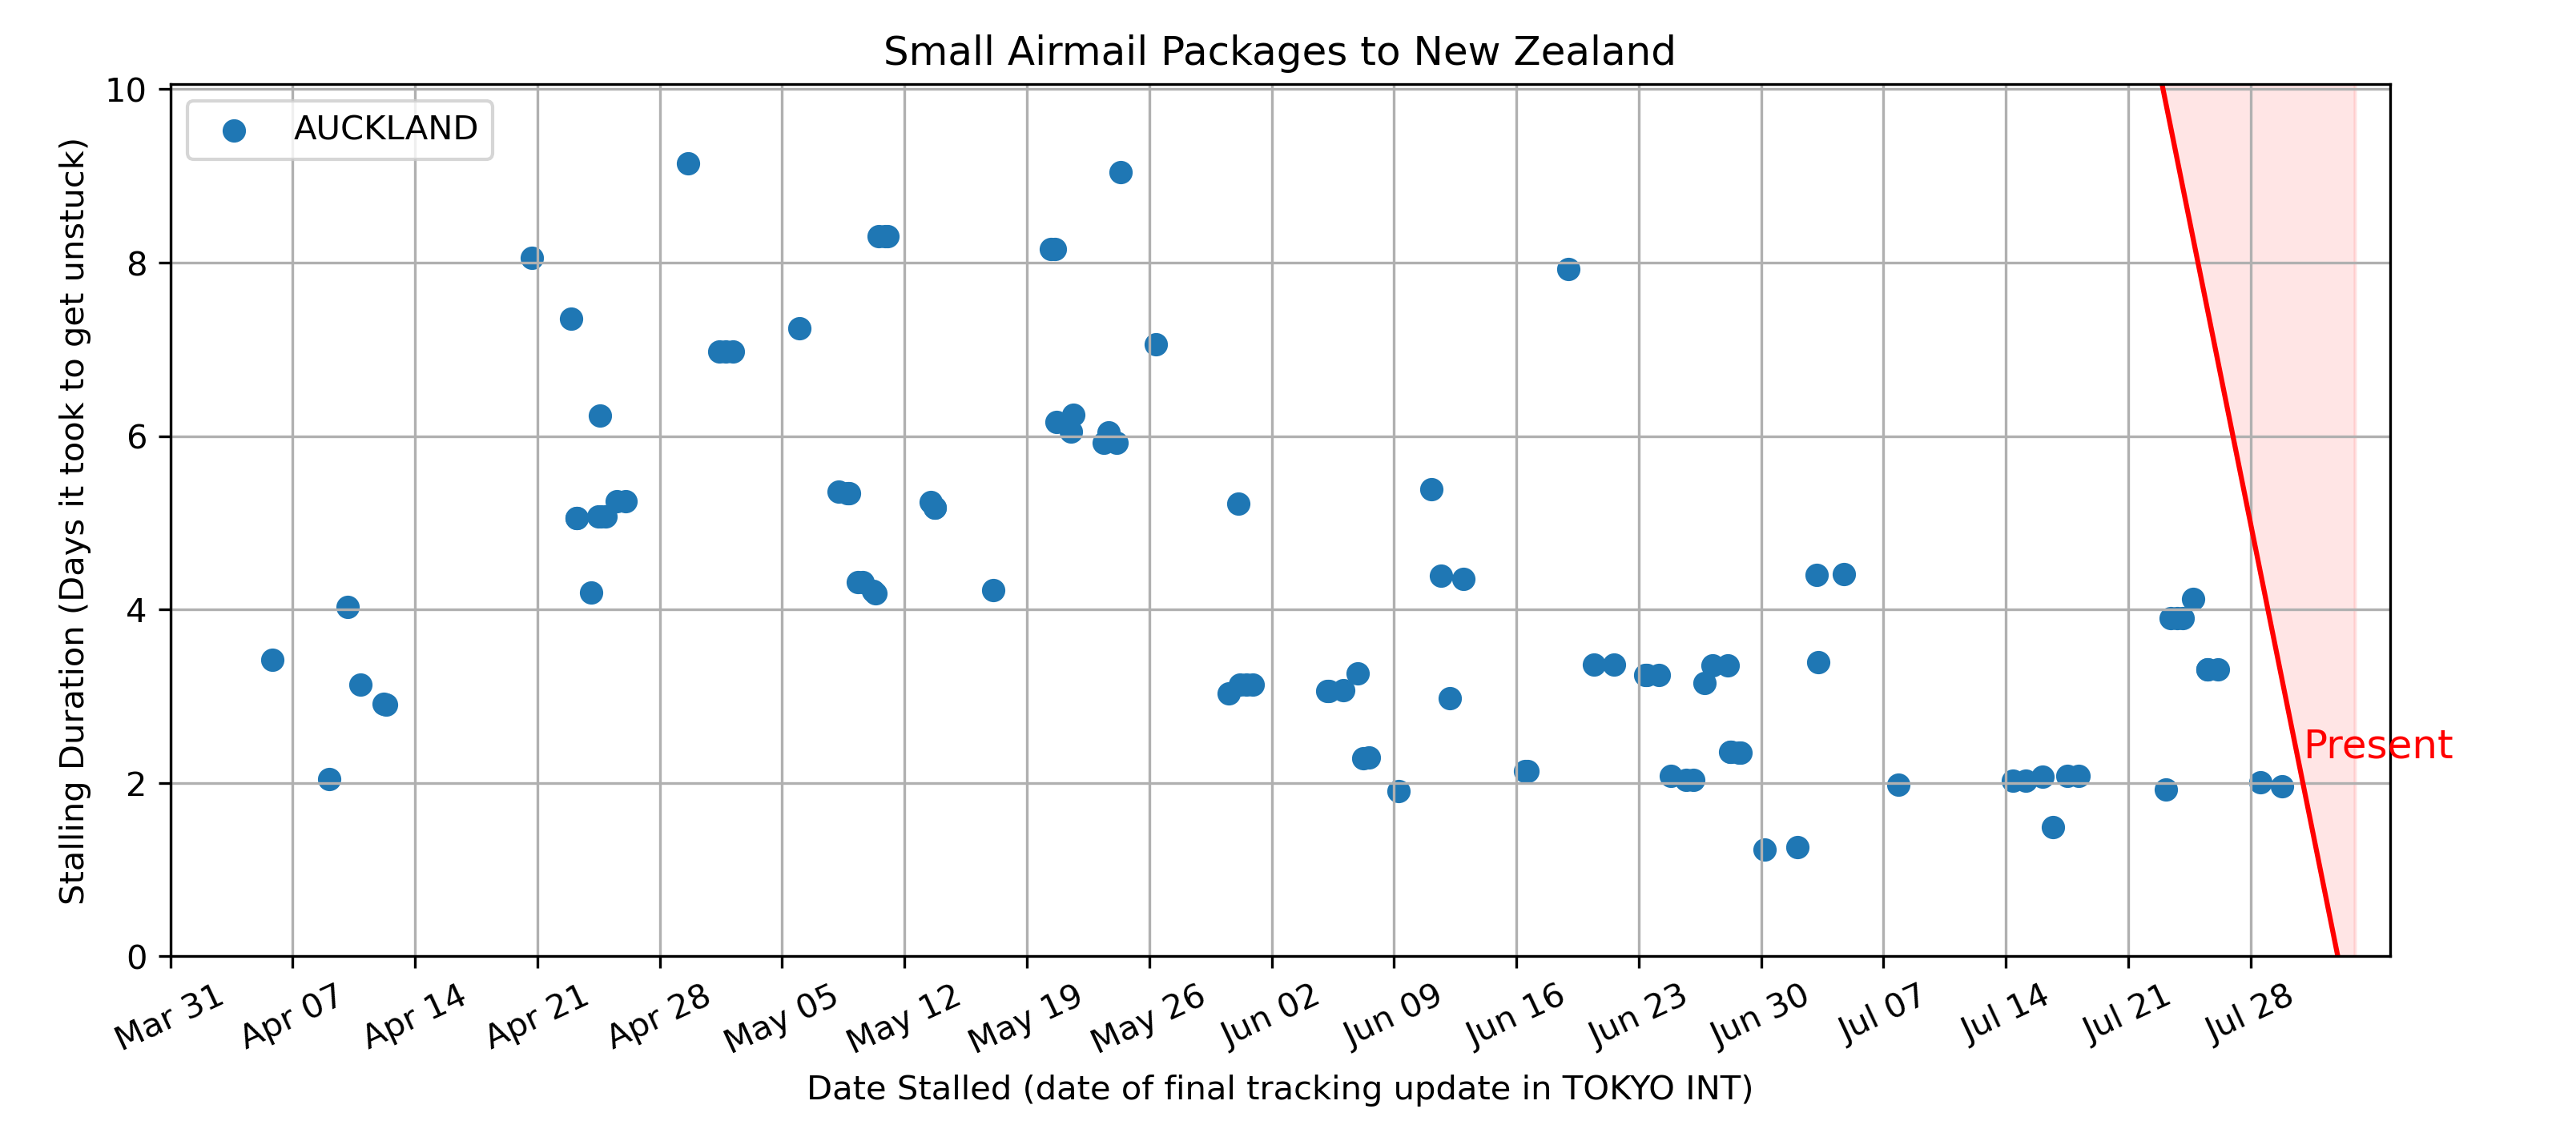 Small Airmail Packages to New Zealand
AUCKLAND
Stalling Duration (Days it took to get unstuck)
10
8
6
4
2
0
Present
Mar 31
Apr 07
Apr 14
Apr 21
Apr 28
May 05
May 12
May 19
May 26
Jun 02
Jun 09
Jun 16
Jun 23
Jun 30
Jul 07
Jul 14
Jul 21
Jul 28
Date Stalled (date of final tracking update in TOKYO INT)